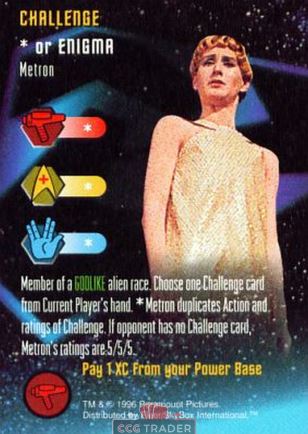 CHALLENGE
* or ENIGMA
Metron
*
*
*
Member of a GODLIKE alien race. Choose one Challenge card
from Current Player's hand. * Metron duplicates Action and
ratings of Challenge. If opponent has no Challenge card,
Metron's ratings are 5/5/5.
Pay 1 XC From your Power Base
™ & © 1996 Paramount Pictures.
Distributed by Box International.™
CCG TRADER